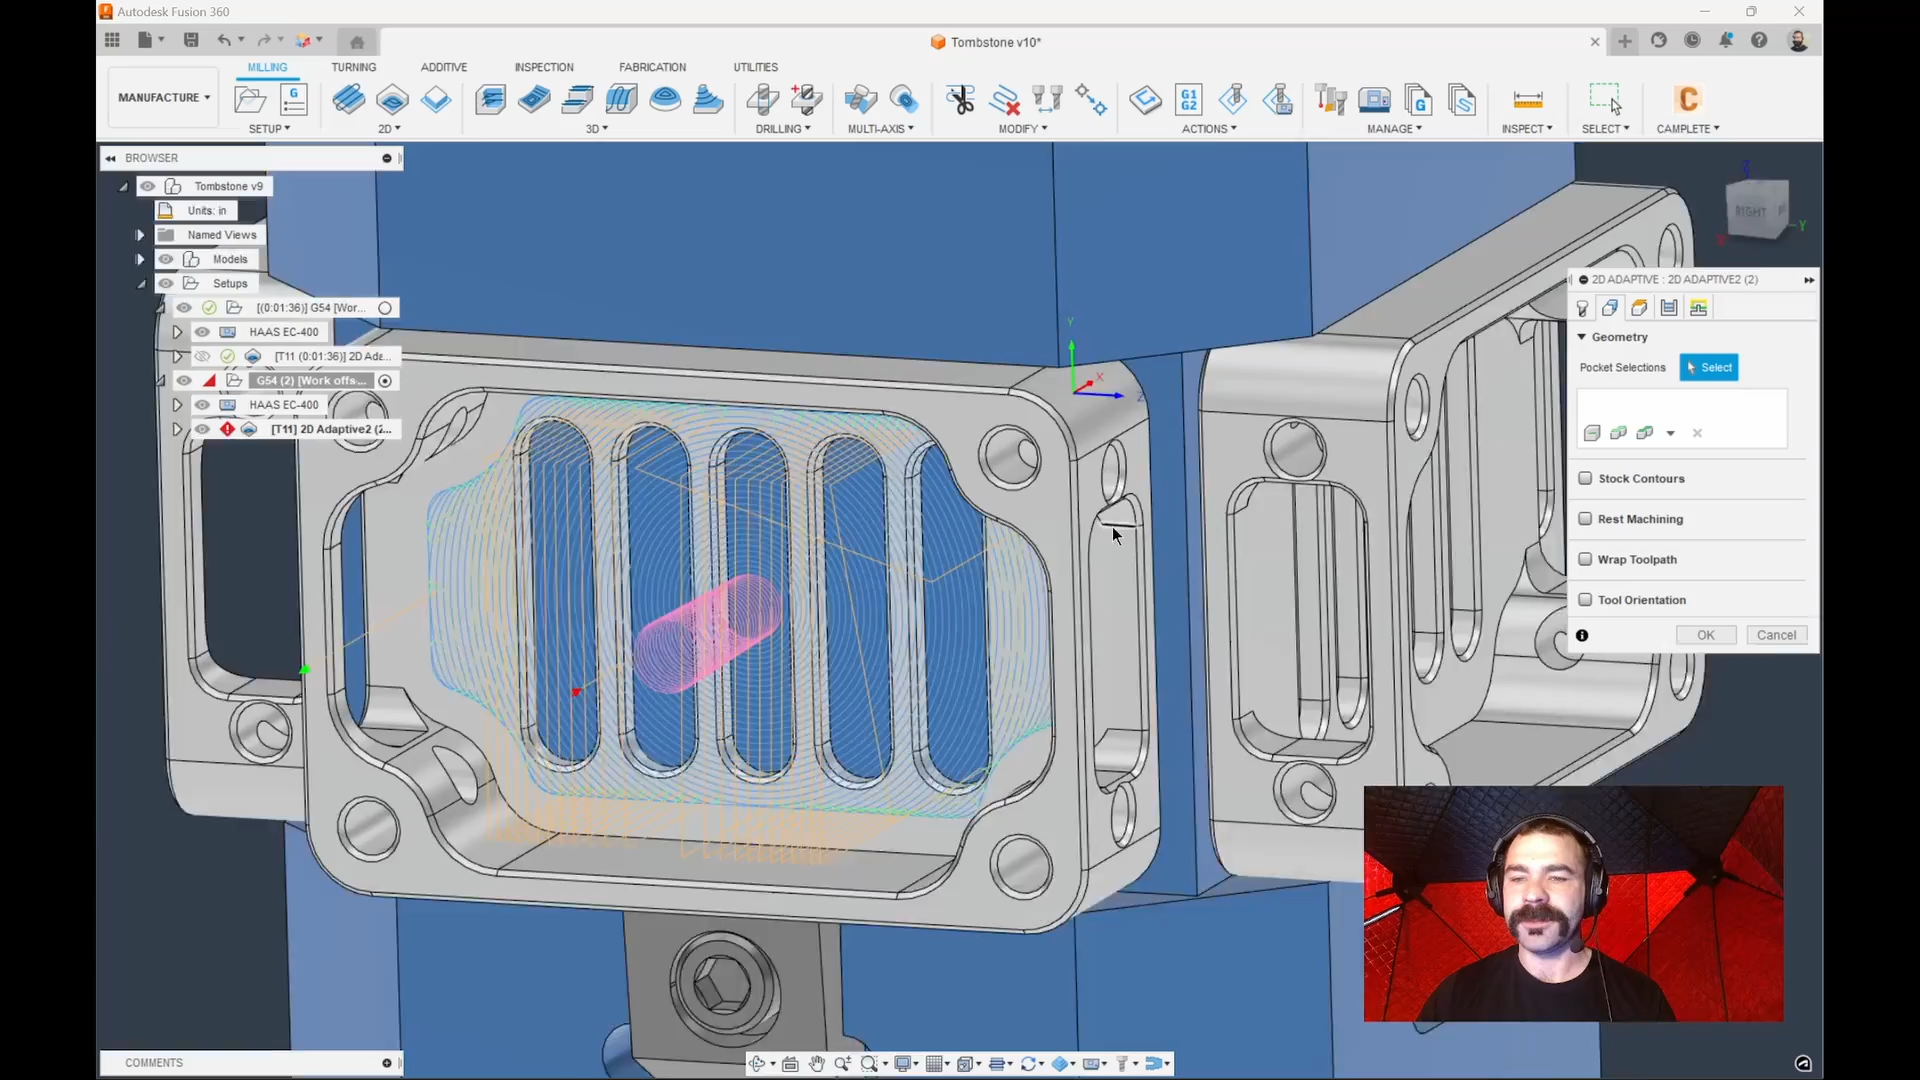 Autodesk Fusion 360
Tombstone v10*
MILLING
TURNING
ADDITIVE
INSPECTION
FABRICATION
UTILITIES
MANUFACTURE
G
G1
G2
G
C
SETUP
2D
3D
DRILLING
MULTI-AXIS
MODIFY
ACTIONS
MANAGE
INSPECT
SELECT
CAMPLETE
BROWSER
Tombstone v9
Units: in
Named Views
Models
Setups
[(0:01:36)] G54 [Wor...
HAAS EC-400
[T11 (0:01:36)] 2D Ada...
G54 (2) [Work offs...
HAAS EC-400
[T11] 2D Adaptive2 (2...
Y
X
Z
Z
RIGHT
Y
X
2D ADAPTIVE : 2D ADAPTIVE2 (2)
Geometry
Pocket Selections
Select
Stock Contours
Rest Machining
Wrap Toolpath
Tool Orientation
OK
Cancel
COMMENTS